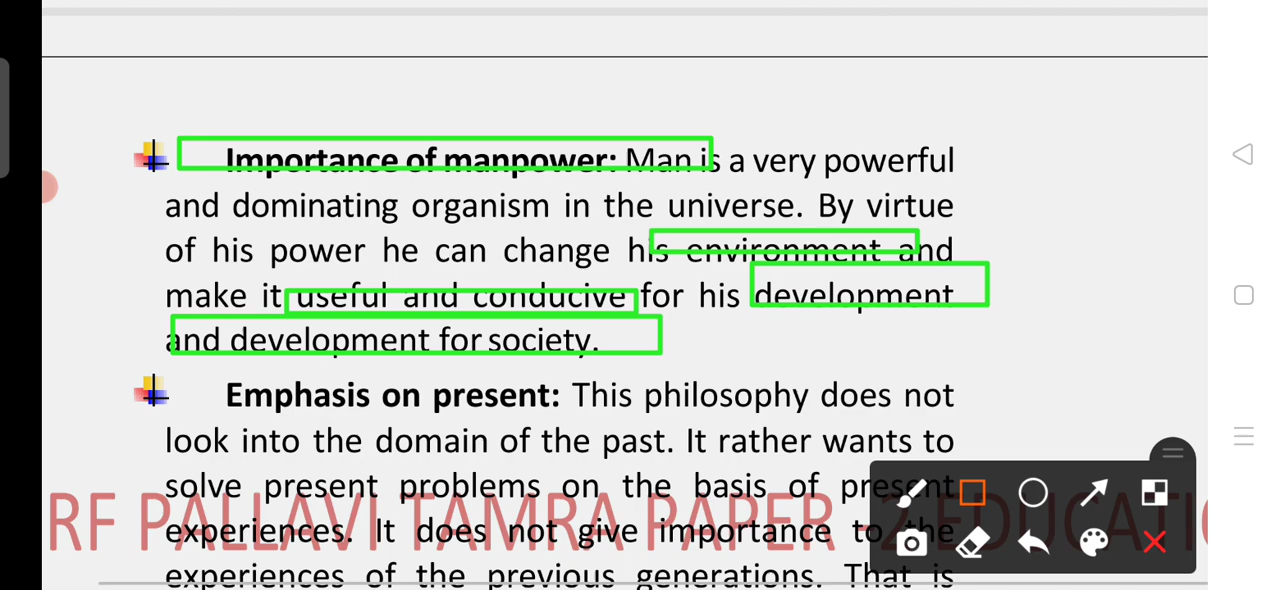 Importance of manpower: Man is a very powerful
and dominating organism in the universe. By virtue
of his power he can change his environment and
make it useful and conducive for his development
and development for society.
Emphasis on present: This philosophy does not
look into the domain of the past. It rather wants to
solve present problems on the basis of present
RF PALLAVI TAMRA PAPER -2 EDUCATIO
experiences. It does not give importance to the
experiences of the previous generations. That is